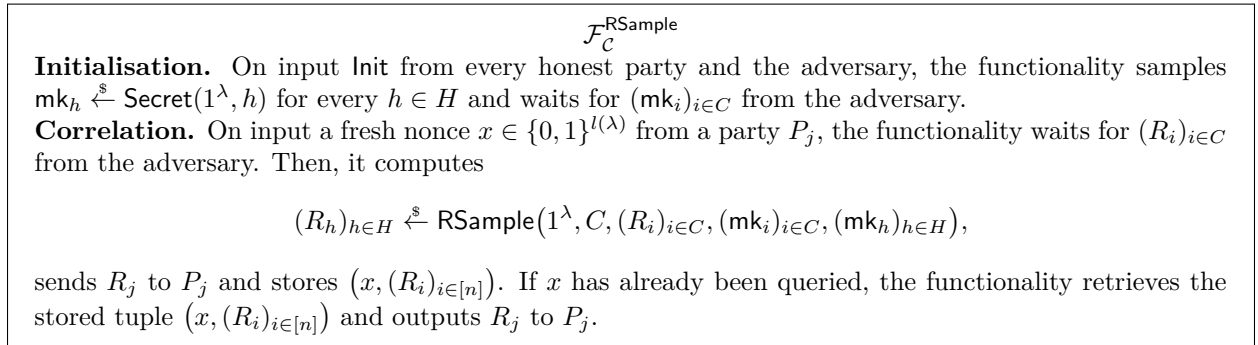 $\mathcal{F}_{\mathcal{C}}^{\mathsf{RSample}}$
**Initialisation.** On input $\mathsf{Init}$ from every honest party and the adversary, the functionality samples
$\mathsf{mk}_h \xleftarrow{\$} \mathsf{Secret}(1^\lambda, h)$ for every $h \in H$ and waits for $(\mathsf{mk}_i)_{i \in C}$ from the adversary.
**Correlation.** On input a fresh nonce $x \in \{0,1\}^{l(\lambda)}$ from a party $P_j$, the functionality waits for $(R_i)_{i \in C}$
from the adversary. Then, it computes
$(R_h)_{h \in H} \xleftarrow{\$} \mathsf{RSample}\big(1^\lambda, C, (R_i)_{i \in C}, (\mathsf{mk}_i)_{i \in C}, (\mathsf{mk}_h)_{h \in H}\big),$
sends $R_j$ to $P_j$ and stores $\big(x, (R_i)_{i \in [n]}\big)$. If $x$ has already been queried, the functionality retrieves the
stored tuple $\big(x, (R_i)_{i \in [n]}\big)$ and outputs $R_j$ to $P_j$.